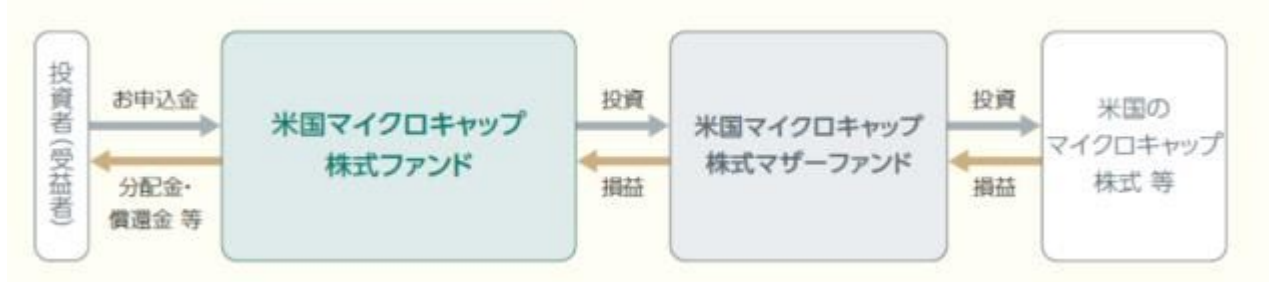 投資者(受益者)
お申込金
分配金・
償還金 等
米国マイクロキャップ
株式ファンド
投資
損益
米国マイクロキャップ
株式マザーファンド
投資
損益
米国の
マイクロキャップ
株式 等